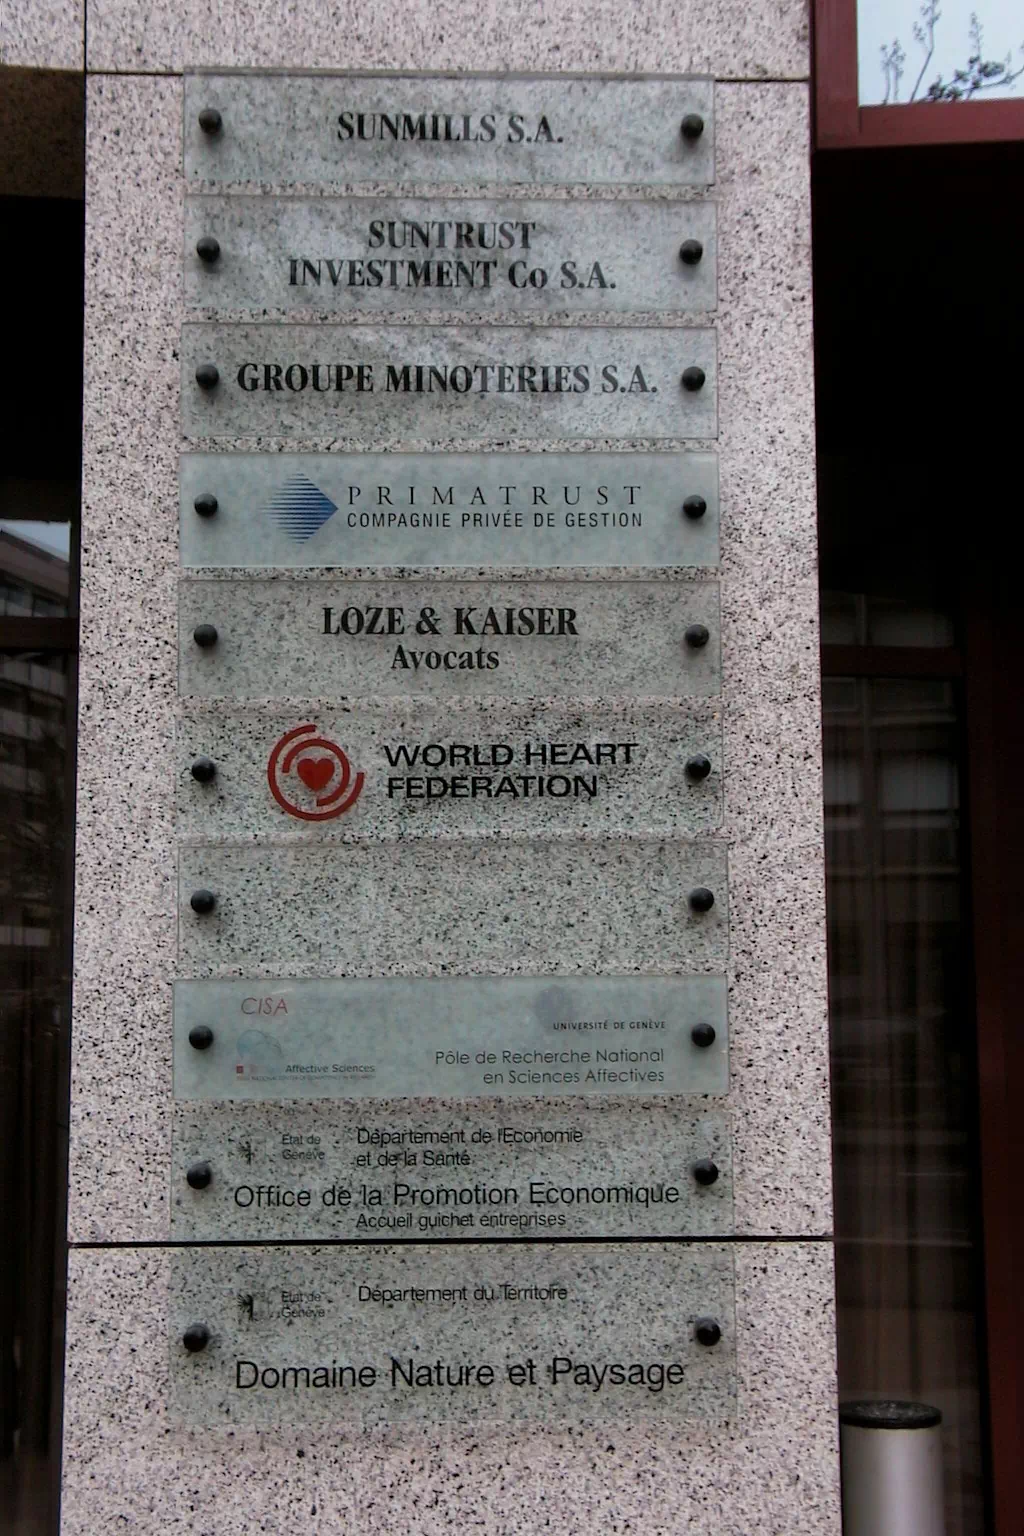 SUNMILLS S.A.
SUNTRUST
INVESTMENT Co S.A.
GROUPE MINOTERIES S.A.
PRIMATRUST
COMPAGNIE PRIVÉE DE GESTION
LOZE & KAISER
Avocats
WORLD HEART
FEDERATION
CISA
UNIVERSITÉ DE GENÈVE
Affective Sciences
Pôle de Recherche National
en Sciences Affectives
Etat de
Genève
Département de l'Economie
et de la Santé
Office de la Promotion Economique
Accueil guichet entreprises
Etat de
Genève
Département du Territoire
Domaine Nature et Paysage